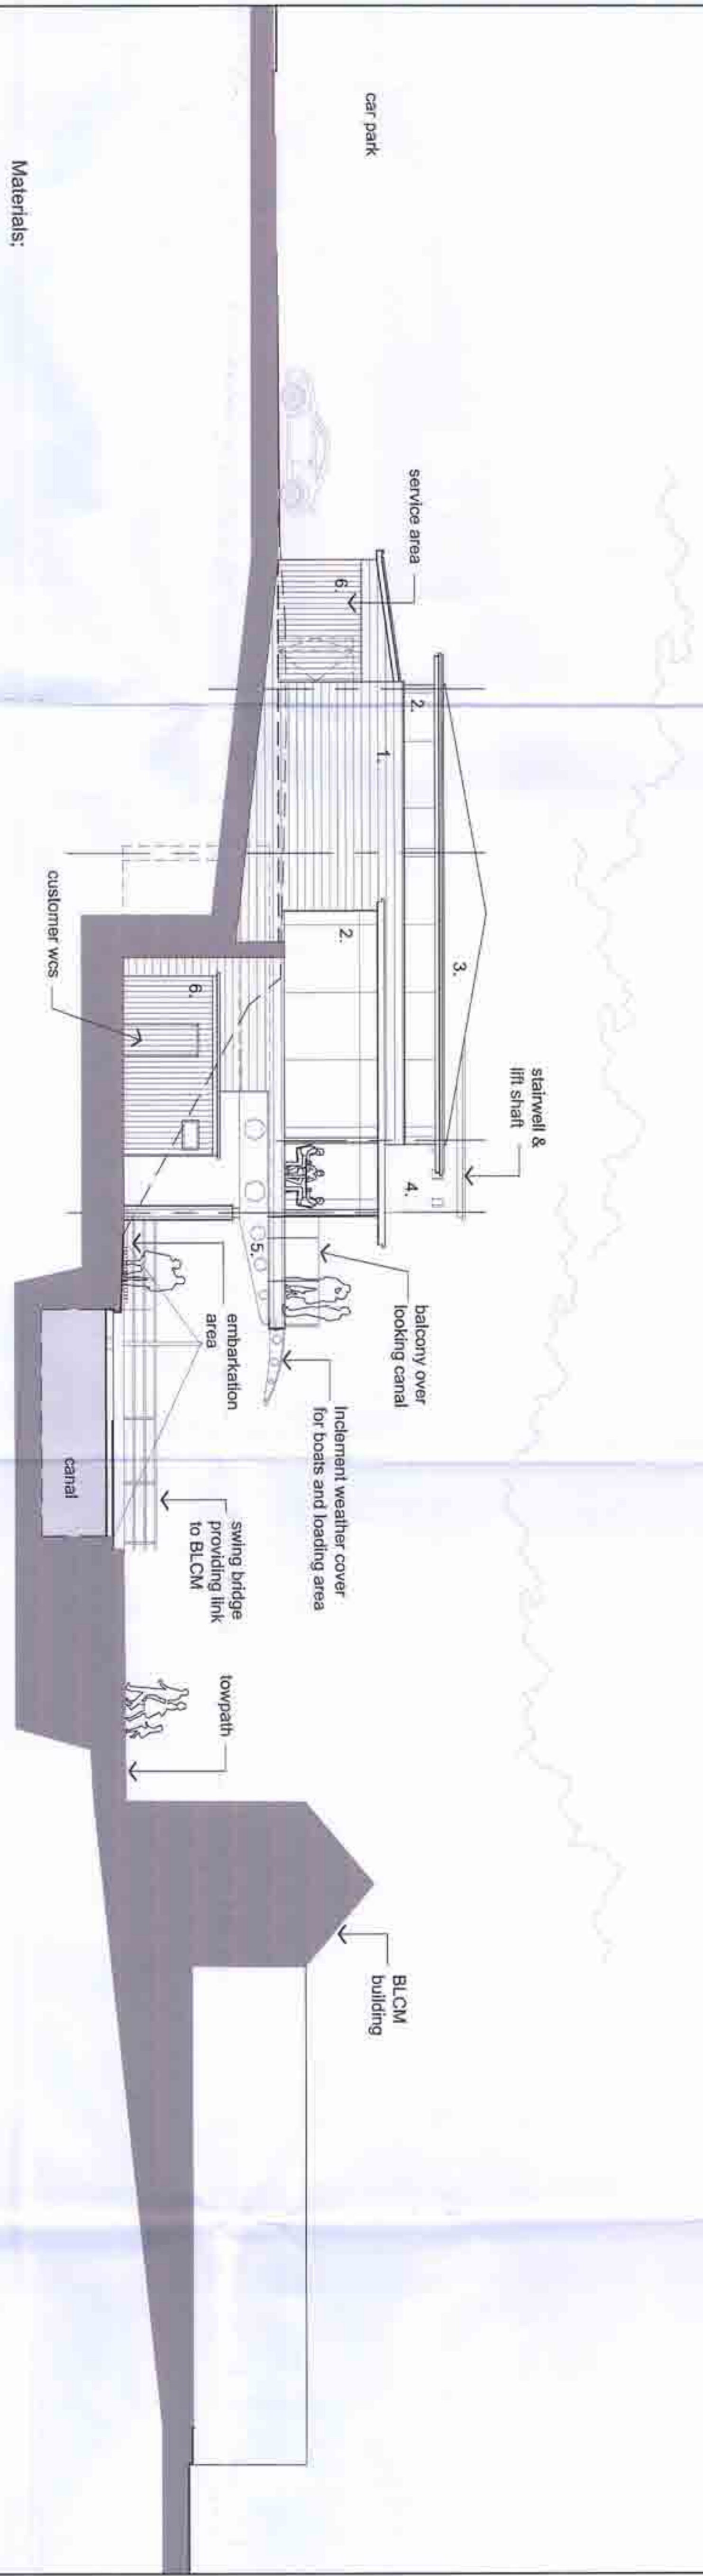 car park
service area
6.
2.
1.
3.
2.
stairwell &
lift shaft
4.
customer wcs
6.
5.
balcony over
looking canal
Inclement weather cover
for boats and loading area
embarkation
area
canal
swing bridge
providing link
to BLCM
towpath
BLCM
building
Materials;